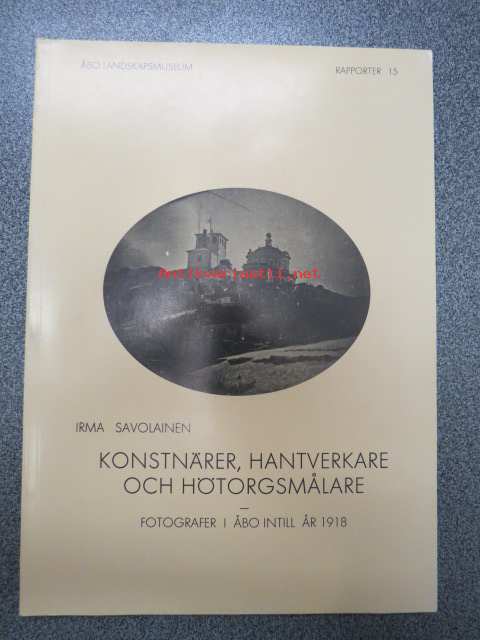 ÅBO LANDSKAPSMUSEUM
RAPPORTER 15
Antikvariaatti.net
IRMA SAVOLAINEN
KONSTNÄRER, HANTVERKARE
OCH HÖTORGSMÅLARE
–
FOTOGRAFER I ÅBO INTILL ÅR 1918